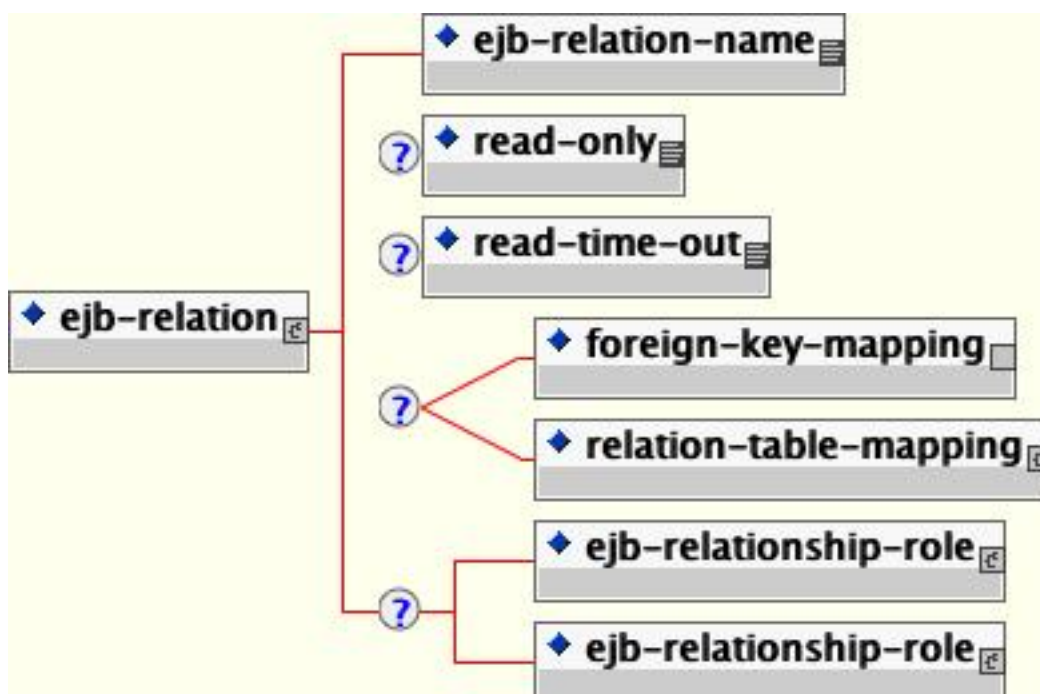 ejb-relation-name
? read-only
? read-time-out
ejb-relation
? foreign-key-mapping
relation-table-mapping
? ejb-relationship-role
ejb-relationship-role